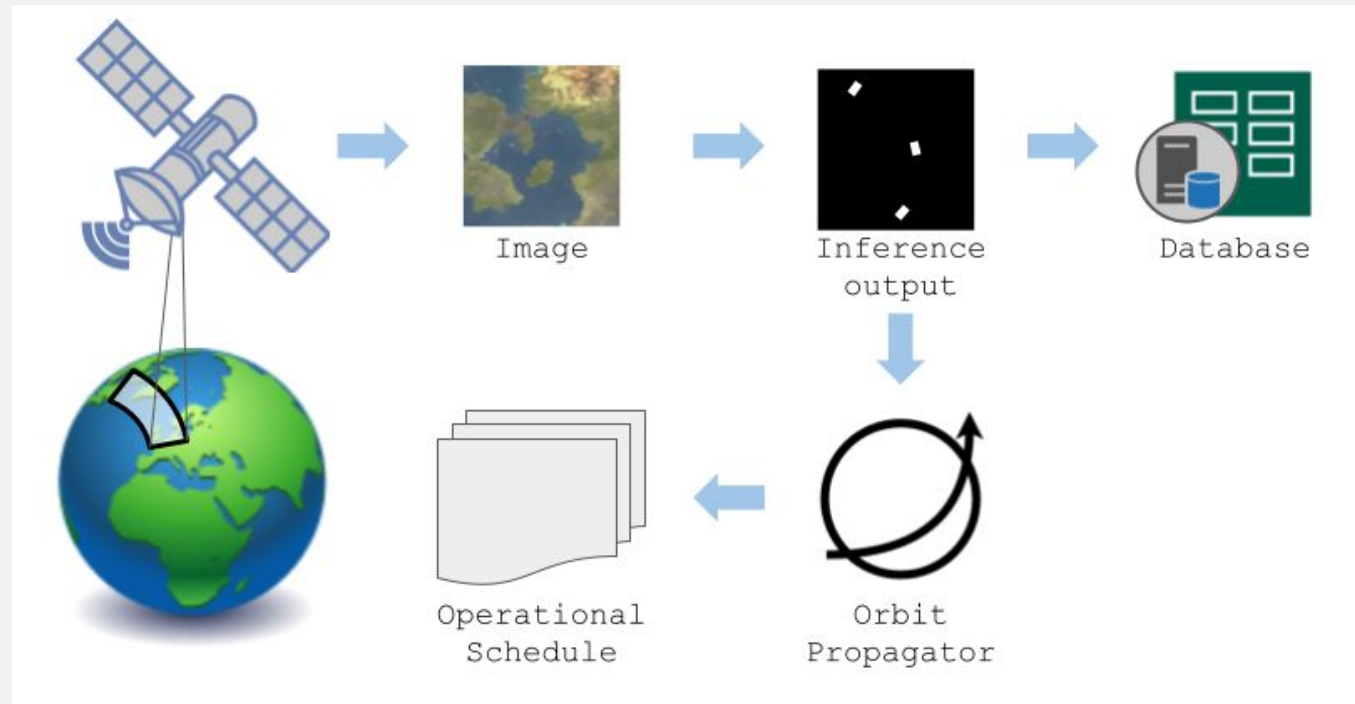 Image
Inference
output
Database
Operational
Schedule
Orbit
Propagator